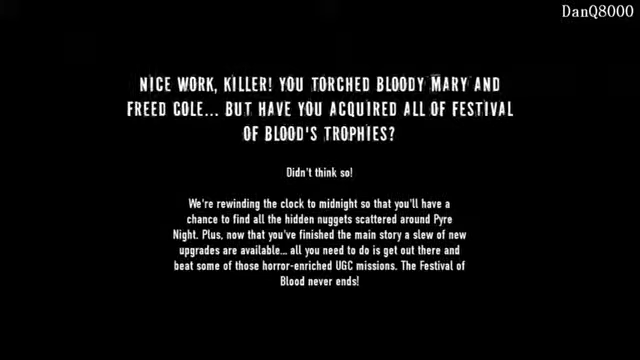 DanQ8000
NICE WORK, KILLER! YOU TORCHED BLOODY MARY AND
FREED COLE... BUT HAVE YOU ACQUIRED ALL OF FESTIVAL
OF BLOOD'S TROPHIES?
Didn't think so!
We're rewinding the clock to midnight so that you'll have a
chance to find all the hidden nuggets scattered around Pyre
Night. Plus, now that you've finished the main story a slew of new
upgrades are available... all you need to do is get out there and
beat some of those horror-enriched UGC missions. The Festival of
Blood never ends!